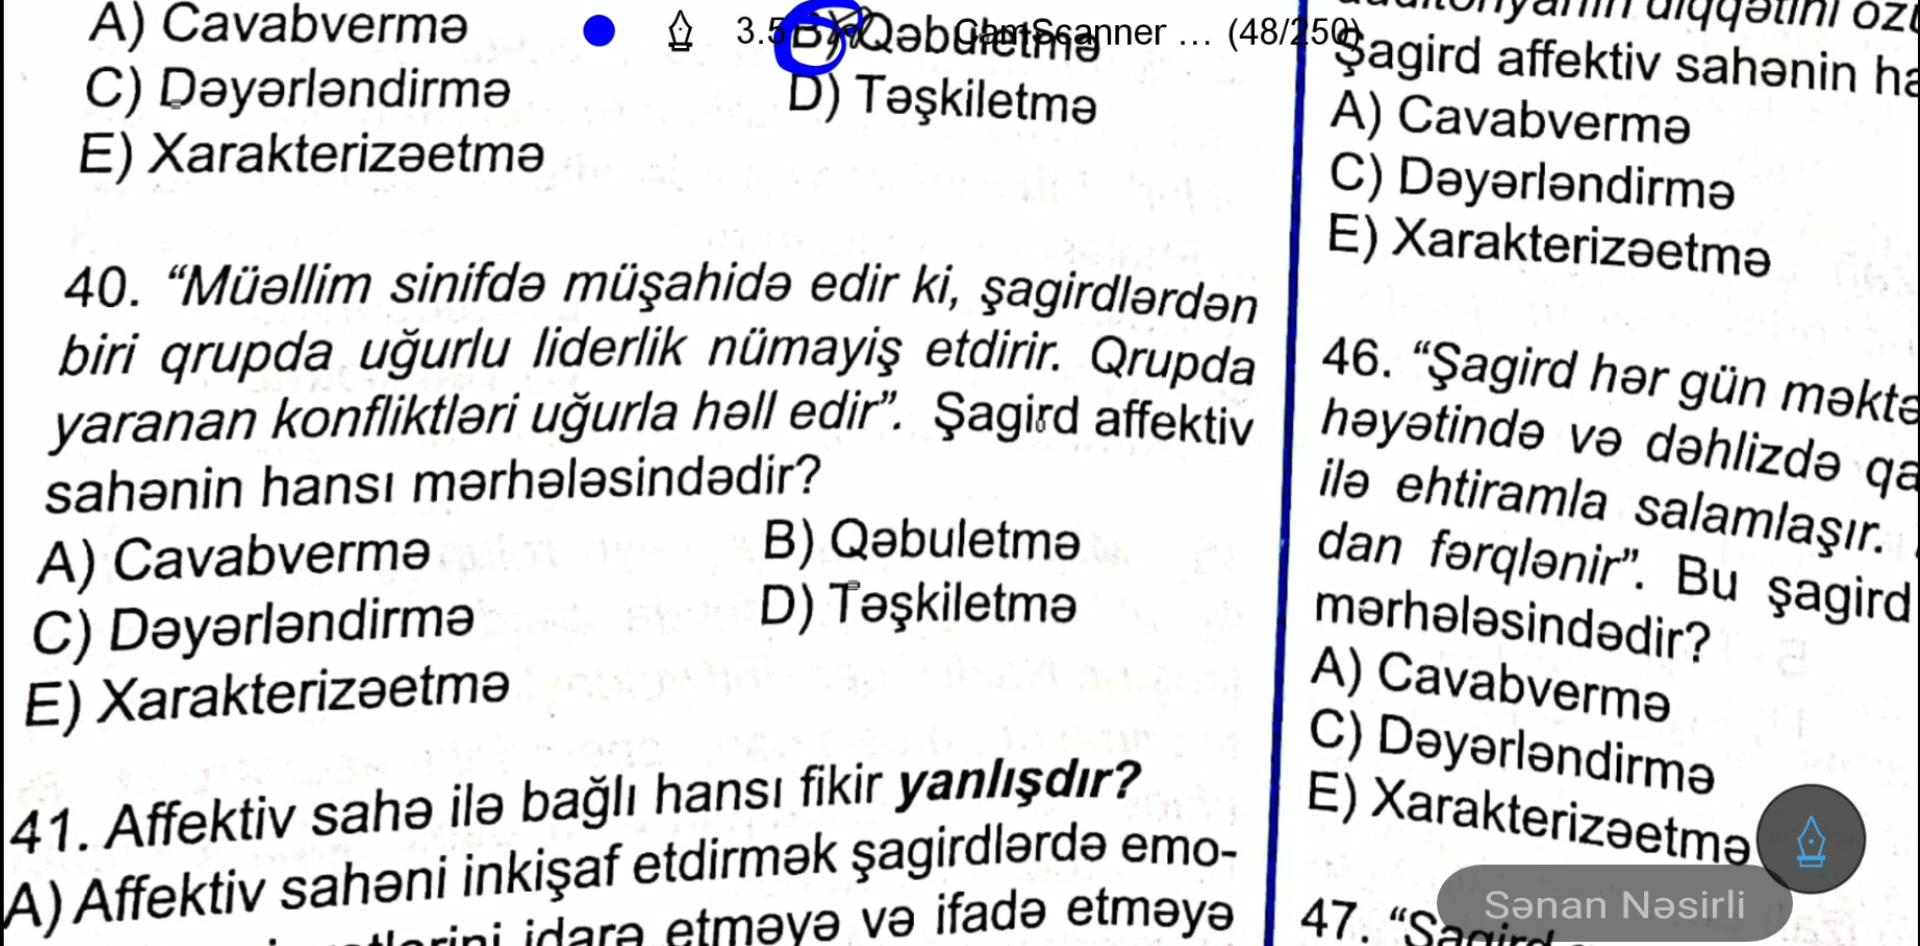 A) Cavabvermə
B) Qəbuletmə
C) Dəyərləndirmə
D) Təşkiletmə
E) Xarakterizəetmə
40. “Müəllim sinifdə müşahidə edir ki, şagirdlərdən
biri qrupda uğurlu liderlik nümayiş etdirir. Qrupda
yaranan konfliktləri uğurla həll edir”. Şagird affektiv
sahənin hansı mərhələsindədir?
A) Cavabvermə
B) Qəbuletmə
C) Dəyərləndirmə
D) Təşkiletmə
E) Xarakterizəetmə
41. Affektiv sahə ilə bağlı hansı fikir yanlışdır?
A) Affektiv sahəni inkişaf etdirmək şagirdlərdə emo-
idarə etməyə və ifadə etməyə
diqqətini
Şagird affektiv sahənin
A) Cavabvermə
C) Dəyərləndirmə
E) Xarakterizəetmə
46. “Şagird hər gün
həyətində və dəhlizdə
ilə ehtiramla salamlaşır.
dan fərqlənir”. Bu şagird
mərhələsindədir?
A) Cavabvermə
C) Dəyərləndirmə
E) Xarakterizəetmə
47. “Şagird
3.5
CamScanner ... (48/250)
Sənan Nəsirli